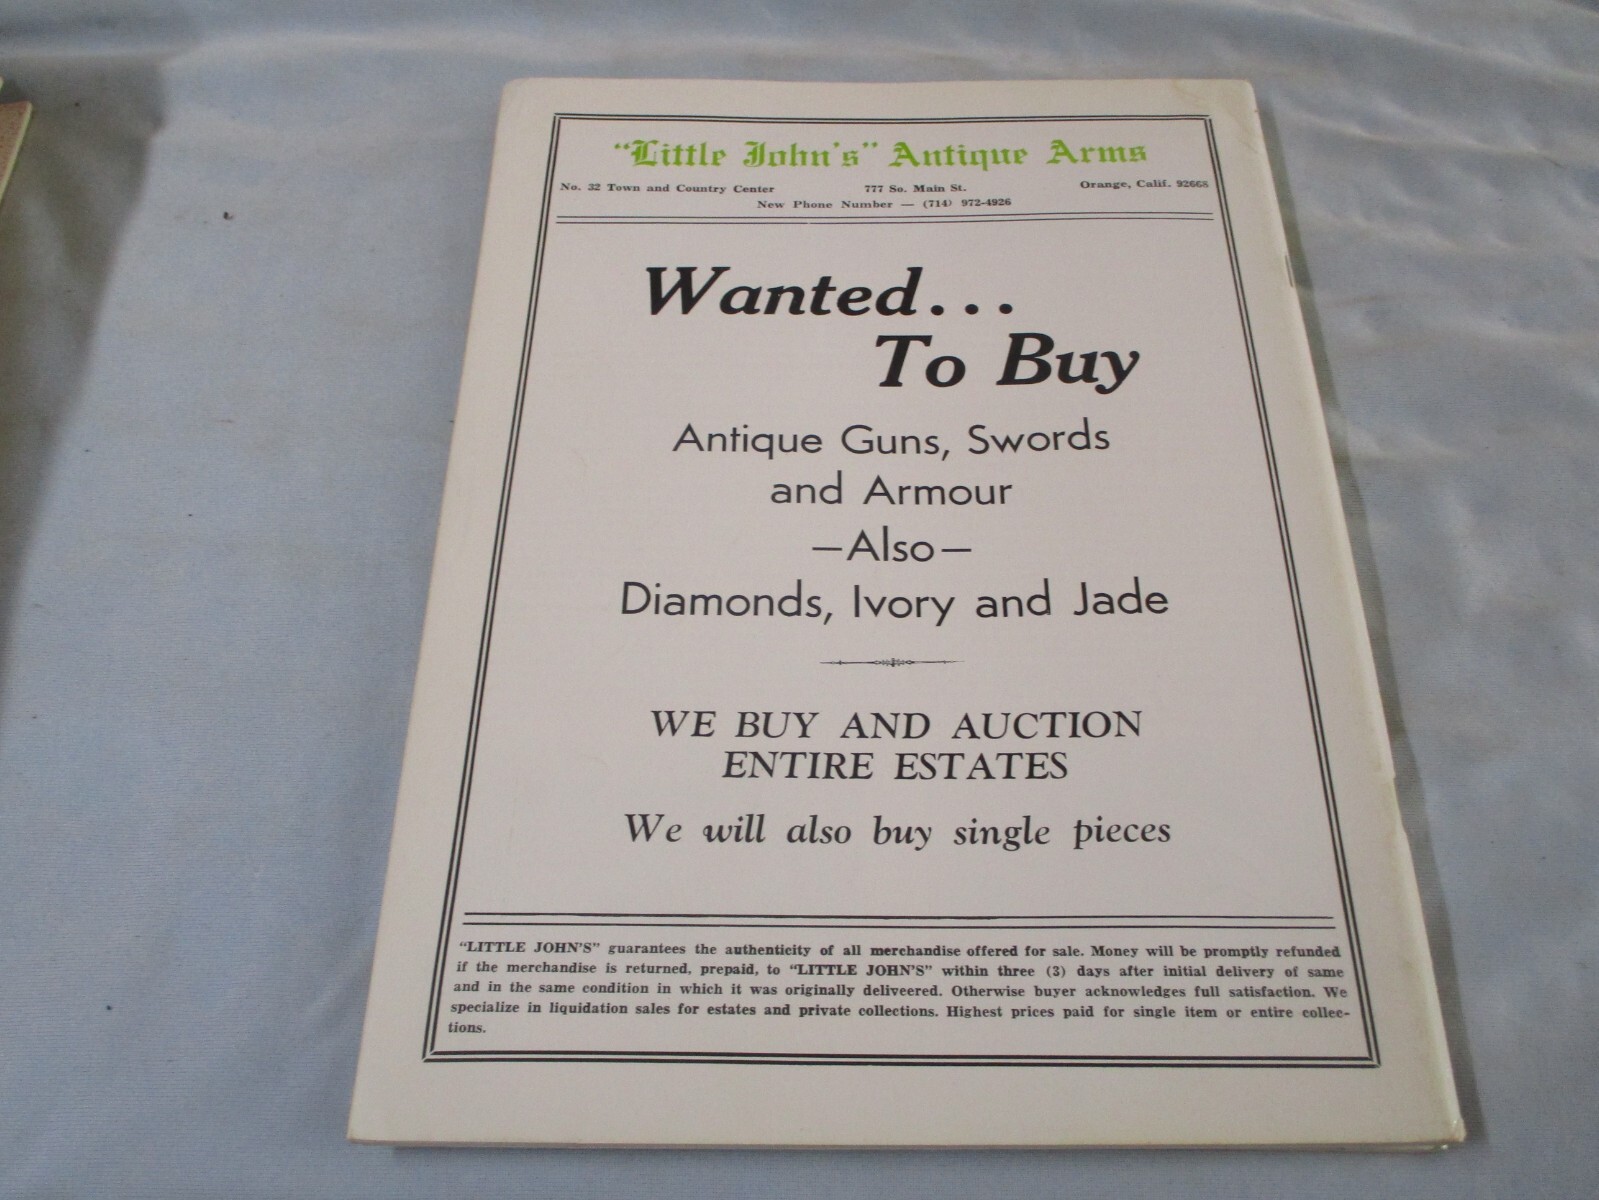 "Little John's" Antique Arms
No. 32 Town and Country Center 777 So. Main St. Orange, Calif. 92668
New Phone Number — (714) 972-4926
Wanted...
To Buy
Antique Guns, Swords
and Armour
—Also—
Diamonds, Ivory and Jade
WE BUY AND AUCTION
ENTIRE ESTATES
We will also buy single pieces
"LITTLE JOHN'S" guarantees the authenticity of all merchandise offered for sale. Money will be promptly refunded
if the merchandise is returned, prepaid, to "LITTLE JOHN'S" within three (3) days after initial delivery of same
and in the same condition in which it was originally deliveered. Otherwise buyer acknowledges full satisfaction. We
specialize in liquidation sales for estates and private collections. Highest prices paid for single item or entire collec-
tions.